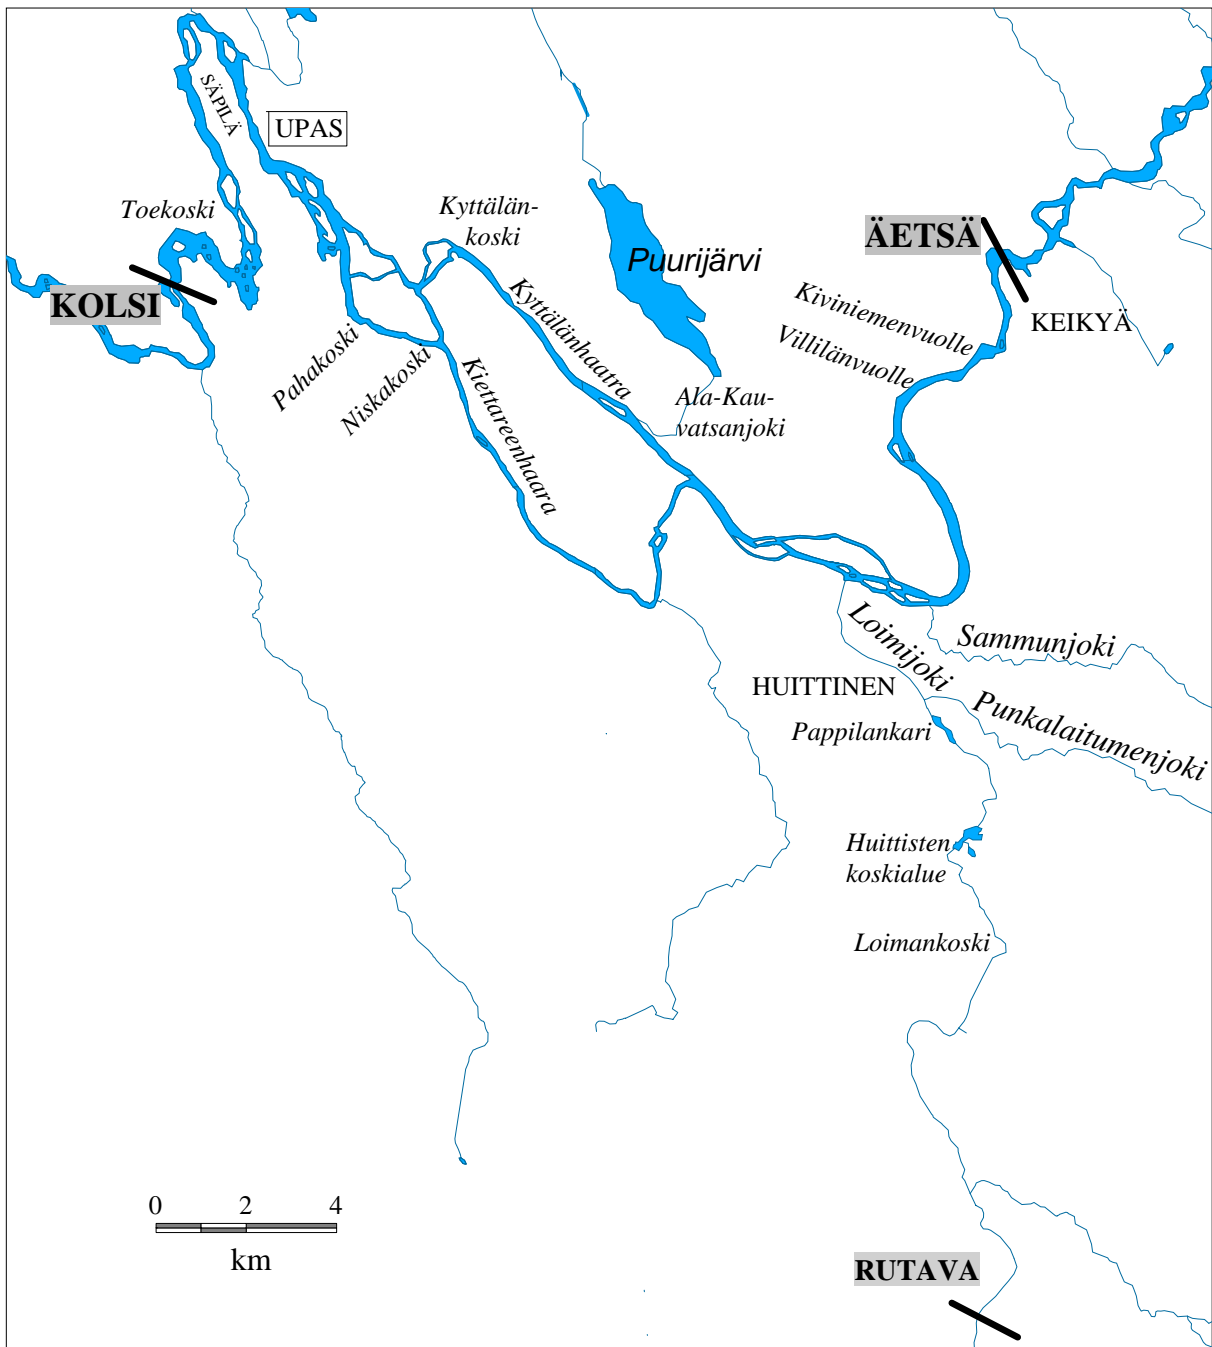 SÄPILÄ
UPAS
Toekoski
Kyttälän-
koski
Puurijärvi
ÄETSÄ
KOLSI
Kiviniemenvuolle
KEIKYÄ
Villilänvuolle
Kyttälänhaatra
Pahakoski
Niskakoski
Kiettareenhaara
Ala-Kau-
vatsanjoki
Loimijoki
Sammunjoki
HUITTINEN
Punkalaitumenjoki
Pappilankari
Huittisten
koskialue
Loimankoski
0 2 4
km
RUTAVA